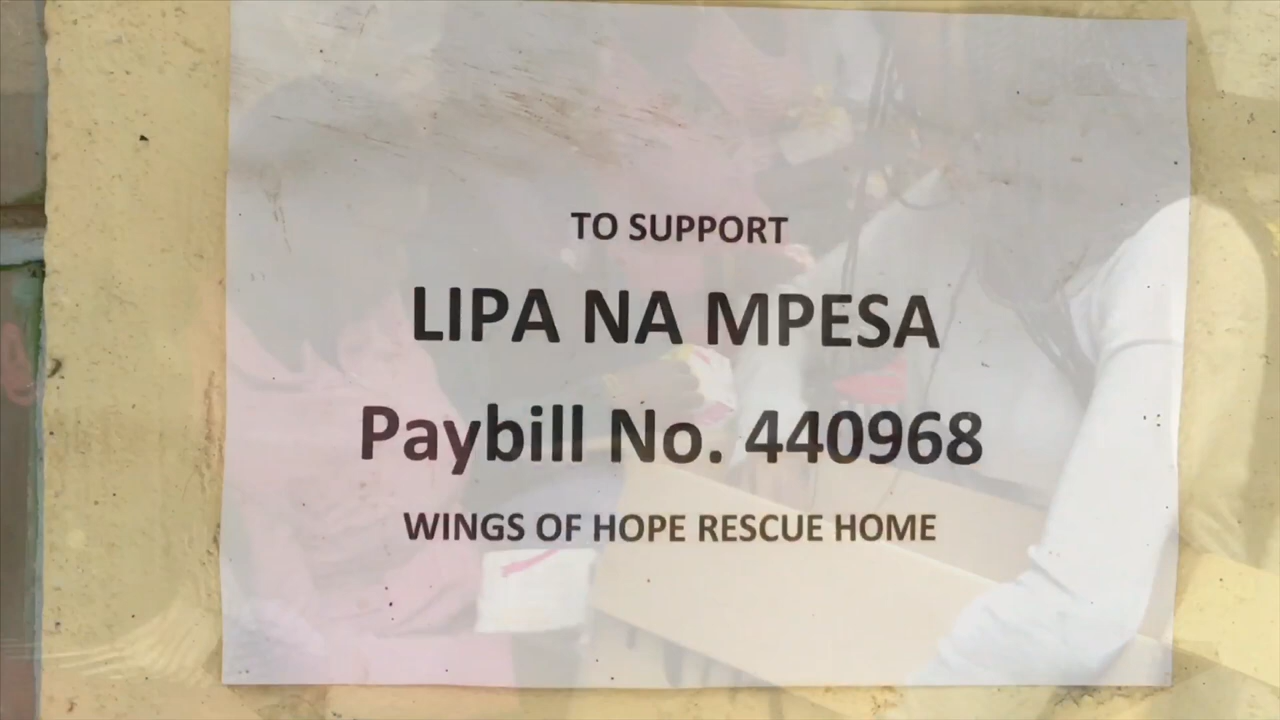 TO SUPPORT
LIPA NA MPESA
Paybill No. 440968
WINGS OF HOPE RESCUE HOME